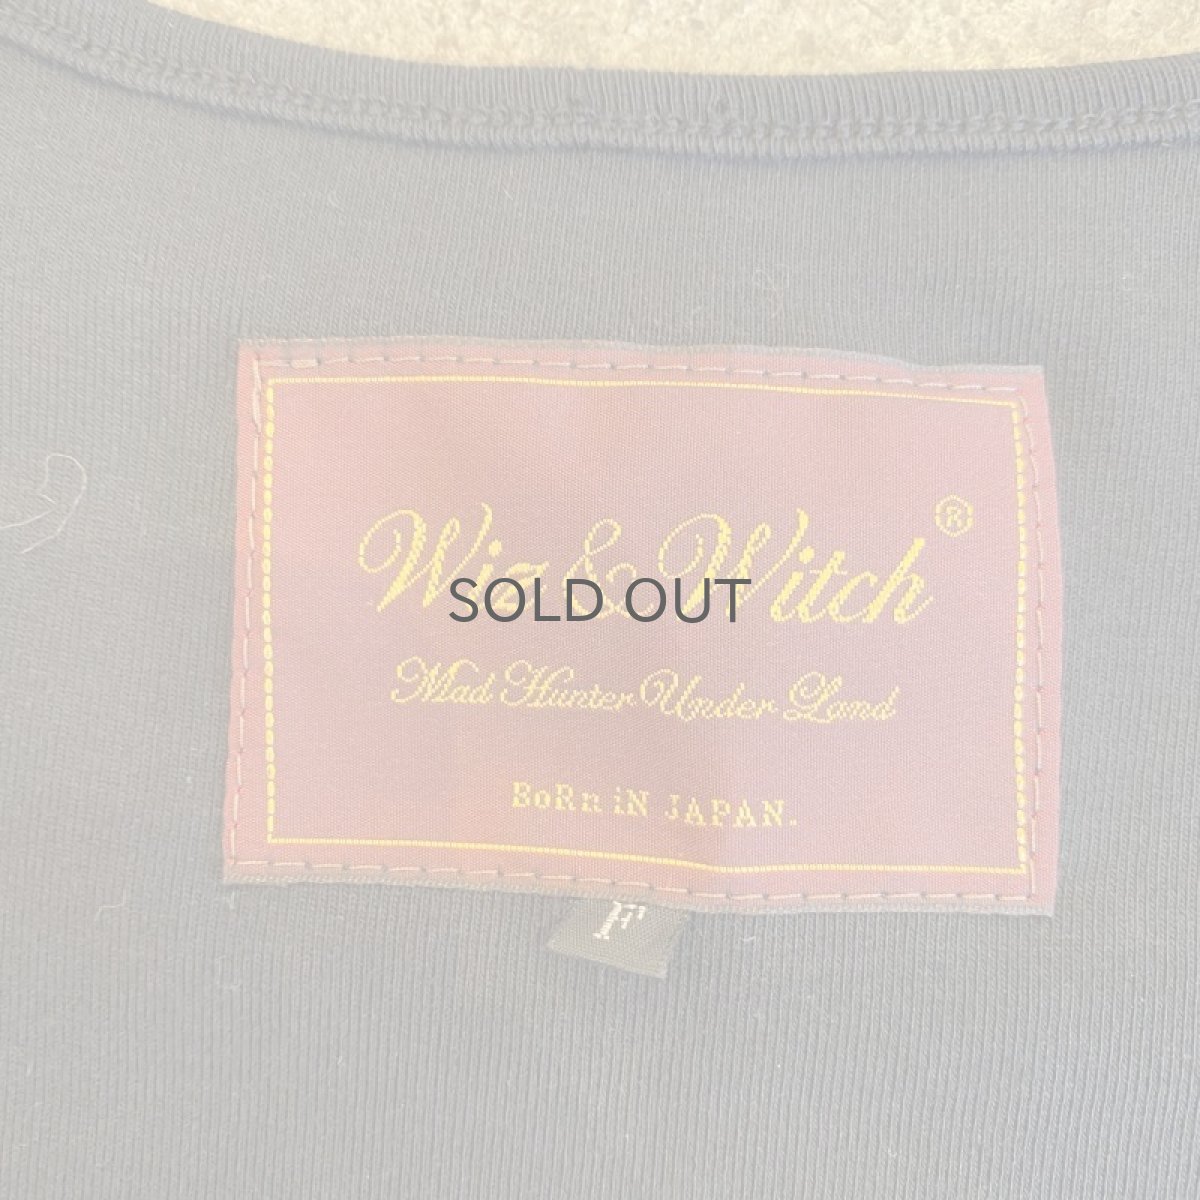 Wiz&Witch®
SOLD OUT
Mad Hunter Under Land
BoRn iN JAPAN.
F